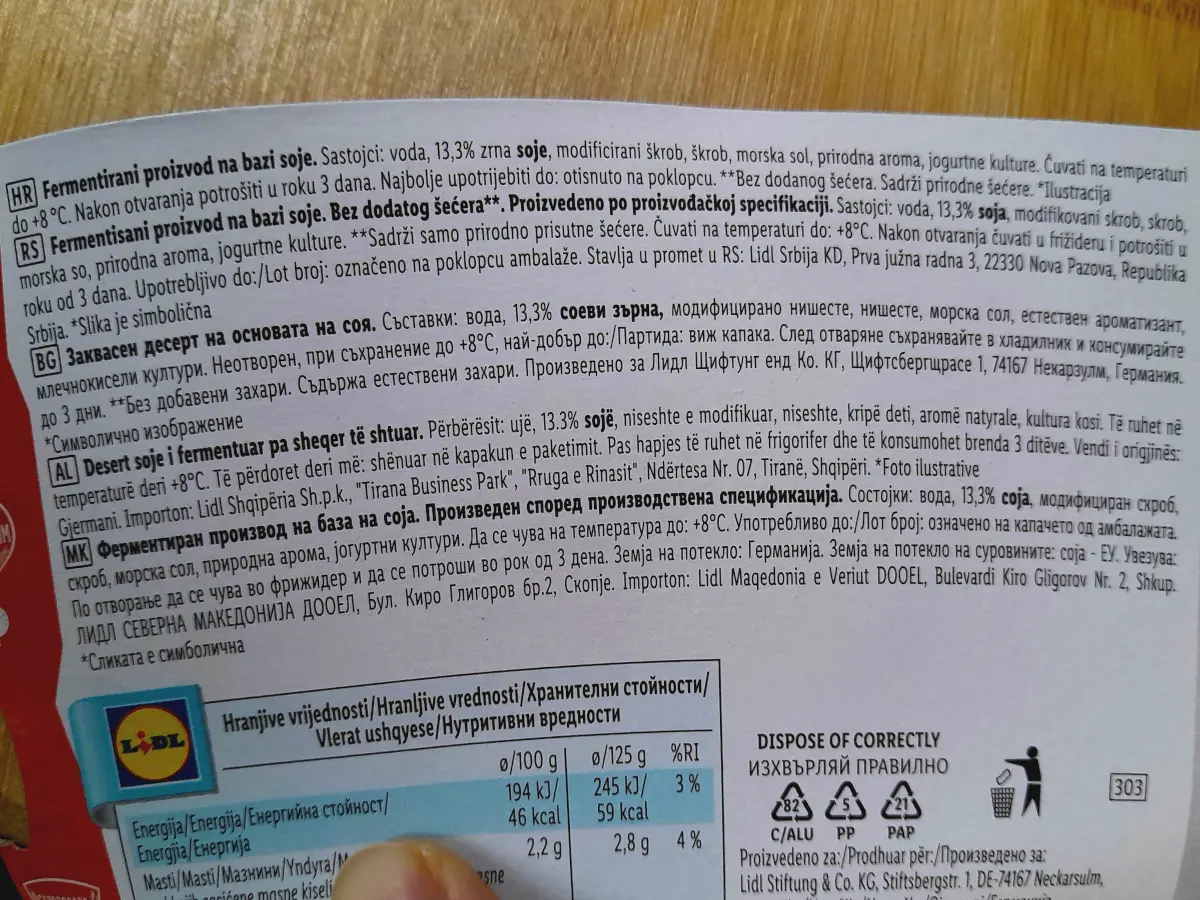 HR Fermentirani proizvod na bazi soje. Sastojci: voda, 13,3% zrna soje, modificirani škrob, škrob, morska sol, prirodna aroma, jogurtne kulture. Čuvati na temperaturi
do +8°C. Nakon otvaranja potrošiti u roku 3 dana. Najbolje upotrijebiti do: otisnuto na poklopcu. **Bez dodanog šećera. Sadrži prirodne šećere. *Ilustracija
RS Fermentisani proizvod na bazi soje. Bez dodatog šećera**. Proizvedeno po proizvođačkoj specifikaciji. Sastojci: voda, 13,3% soja, modifikovani skrob, skrob,
morska so, prirodna aroma, jogurtne kulture. **Sadrži samo prirodno prisutne šećere. Čuvati na temperaturi do: +8°C. Nakon otvaranja čuvati u frižideru i potrošiti u
roku od 3 dana. Upotrebljivo do:/Lot broj: označeno na poklopcu ambalaže. Stavlja u promet u RS: Lidl Srbija KD, Prva južna radna 3, 22330 Nova Pazova, Republika
Srbija. *Slika je simbolična
BG Заквасен десерт на основата на соя. Съставки: вода, 13,3% соеви зърна, модифицирано нишесте, нишесте, морска сол, естествен ароматизант,
млечнокисели култури. Неотворен, при съхранение до +8°C, най-добър до:/Партида: виж капака. След отваряне съхранявайте в хладилник и консумирайте
до 3 дни. **Без добавени захари. Съдържа естествени захари. Произведено за Лидл Щифтунг енд Ко. КГ, Щифтсбергщрасе 1, 74167 Некарзулм, Германия.
*Символично изображение
AL Desert soje i fermentuar pa sheqer të shtuar. Përbërësit: ujë, 13.3% sojë, niseshte e modifikuar, niseshte, kripë deti, aromë natyrale, kultura kosi. Të ruhet në
temperaturë deri +8°C. Të përdoret deri më: shënuar në kapakun e paketimit. Pas hapjes të ruhet në frigorifer dhe të konsumohet brenda 3 ditëve. Vendi i origjinës:
Gjermani. Importon: Lidl Shqipëria Sh.p.k., "Tirana Business Park", "Rruga e Rinasit", Ndërtesa Nr. 07, Tiranë, Shqipëri. *Foto ilustrative
MK Ферментиран производ на база на соја. Произведен според производствена спецификација. Состојки: вода, 13,3% соја, модифициран скроб,
скроб, морска сол, природна арома, јогуртни култури. Да се чува на температура до: +8°C. Употребливо до:/Лот број: означено на капачето од амбалажата.
По отворање да се чува во фрижидер и да се потроши во рок од 3 дена. Земја на потекло: Германија. Земја на потекло на суровините: соја - ЕУ. Увезува:
ЛИДЛ СЕВЕРНА МАКЕДОНИЈА ДООЕЛ, Бул. Киро Глигоров бр.2, Скопје. Importon: Lidl Maqedonia e Veriut DOOEL, Bulevardi Kiro Gligorov Nr. 2, Shkup.
*Сликата е симболична
LIDL
Hranjive vrijednosti/Hranljive vrednosti/Хранителни стойности/
Vlerat ushqyese/Нутритивни вредности
ø/100 g ø/125 g %RI
Energija/Energija/Енергийна стойност/
Energjia/Енергија
194 kJ/ 245 kJ/ 3 %
46 kcal 59 kcal
Masti/Masti/Мазнини/Yndyra/ 2,2 g 2,8 g 4 %
DISPOSE OF CORRECTLY
ИЗХВЪРЛЯЙ ПРАВИЛНО
82 5 21
C/ALU PP PAP
303
Proizvedeno za:/Prodhuar për:/Произведено за:
Lidl Stiftung & Co. KG, Stiftsbergstr. 1, DE-74167 Neckarsulm,